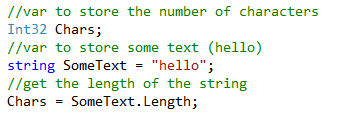 //var to store the number of characters
Int32 Chars;
//var to store some text (hello)
string SomeText = "hello";
//get the length of the string
Chars = SomeText.Length;